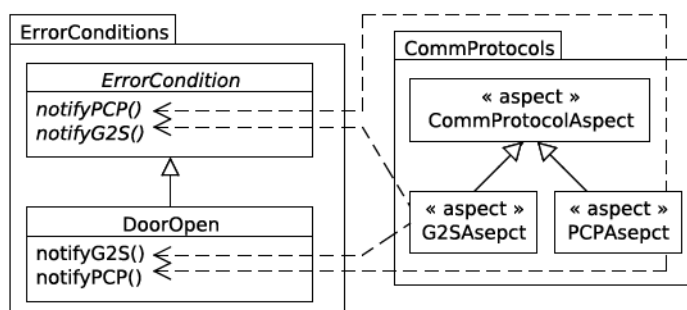 ErrorConditions
ErrorCondition
notifyPCP()
notifyG2S()
DoorOpen
notifyG2S()
notifyPCP()
CommProtocols
« aspect »
CommProtocolAspect
« aspect »
G2SAsepct
« aspect »
PCPAsepct